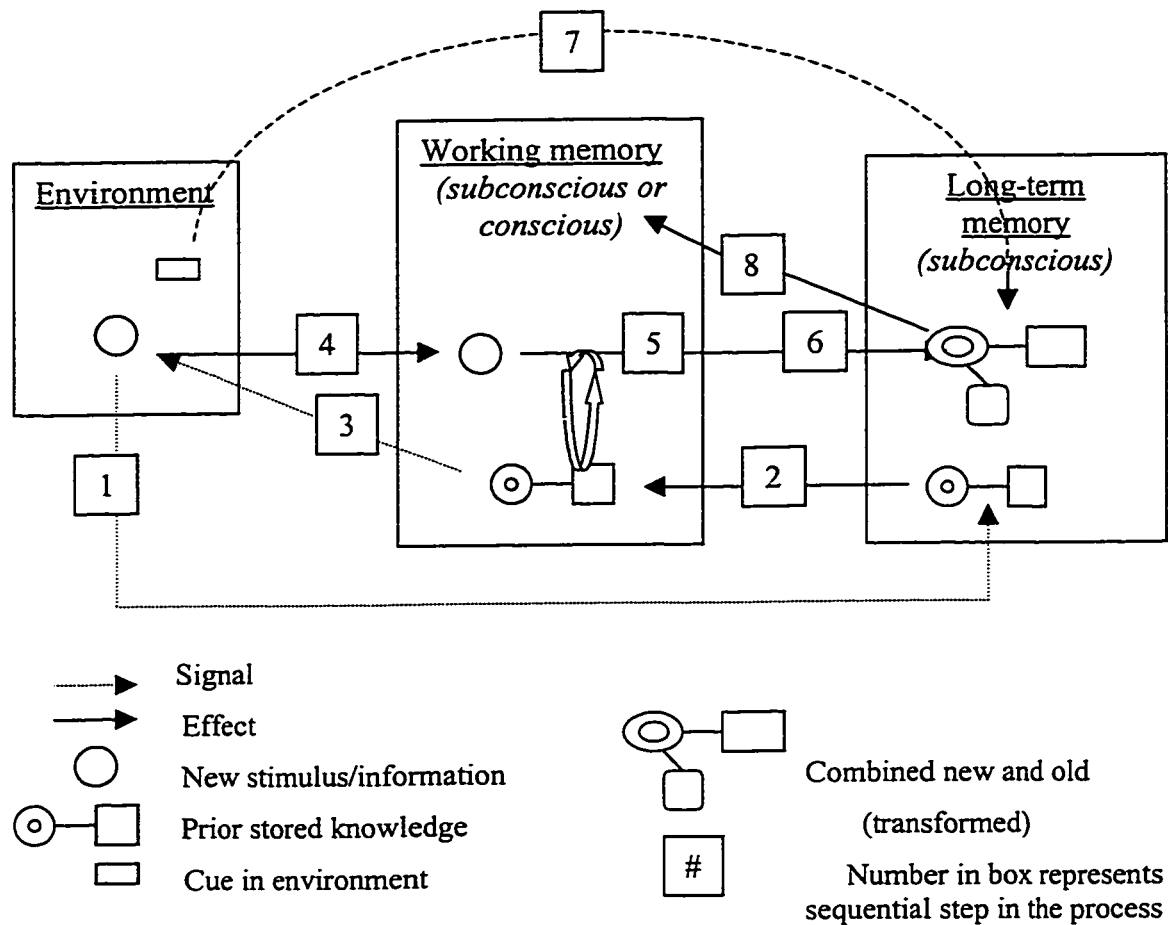 7
Environment
Working memory
(subconscious or
conscious)
Long-term
memory
(subconscious)
8
4
5
6
3
1
2
Signal
Effect
New stimulus/information
Prior stored knowledge
Cue in environment
Combined new and old
(transformed)
#
Number in box represents
sequential step in the process